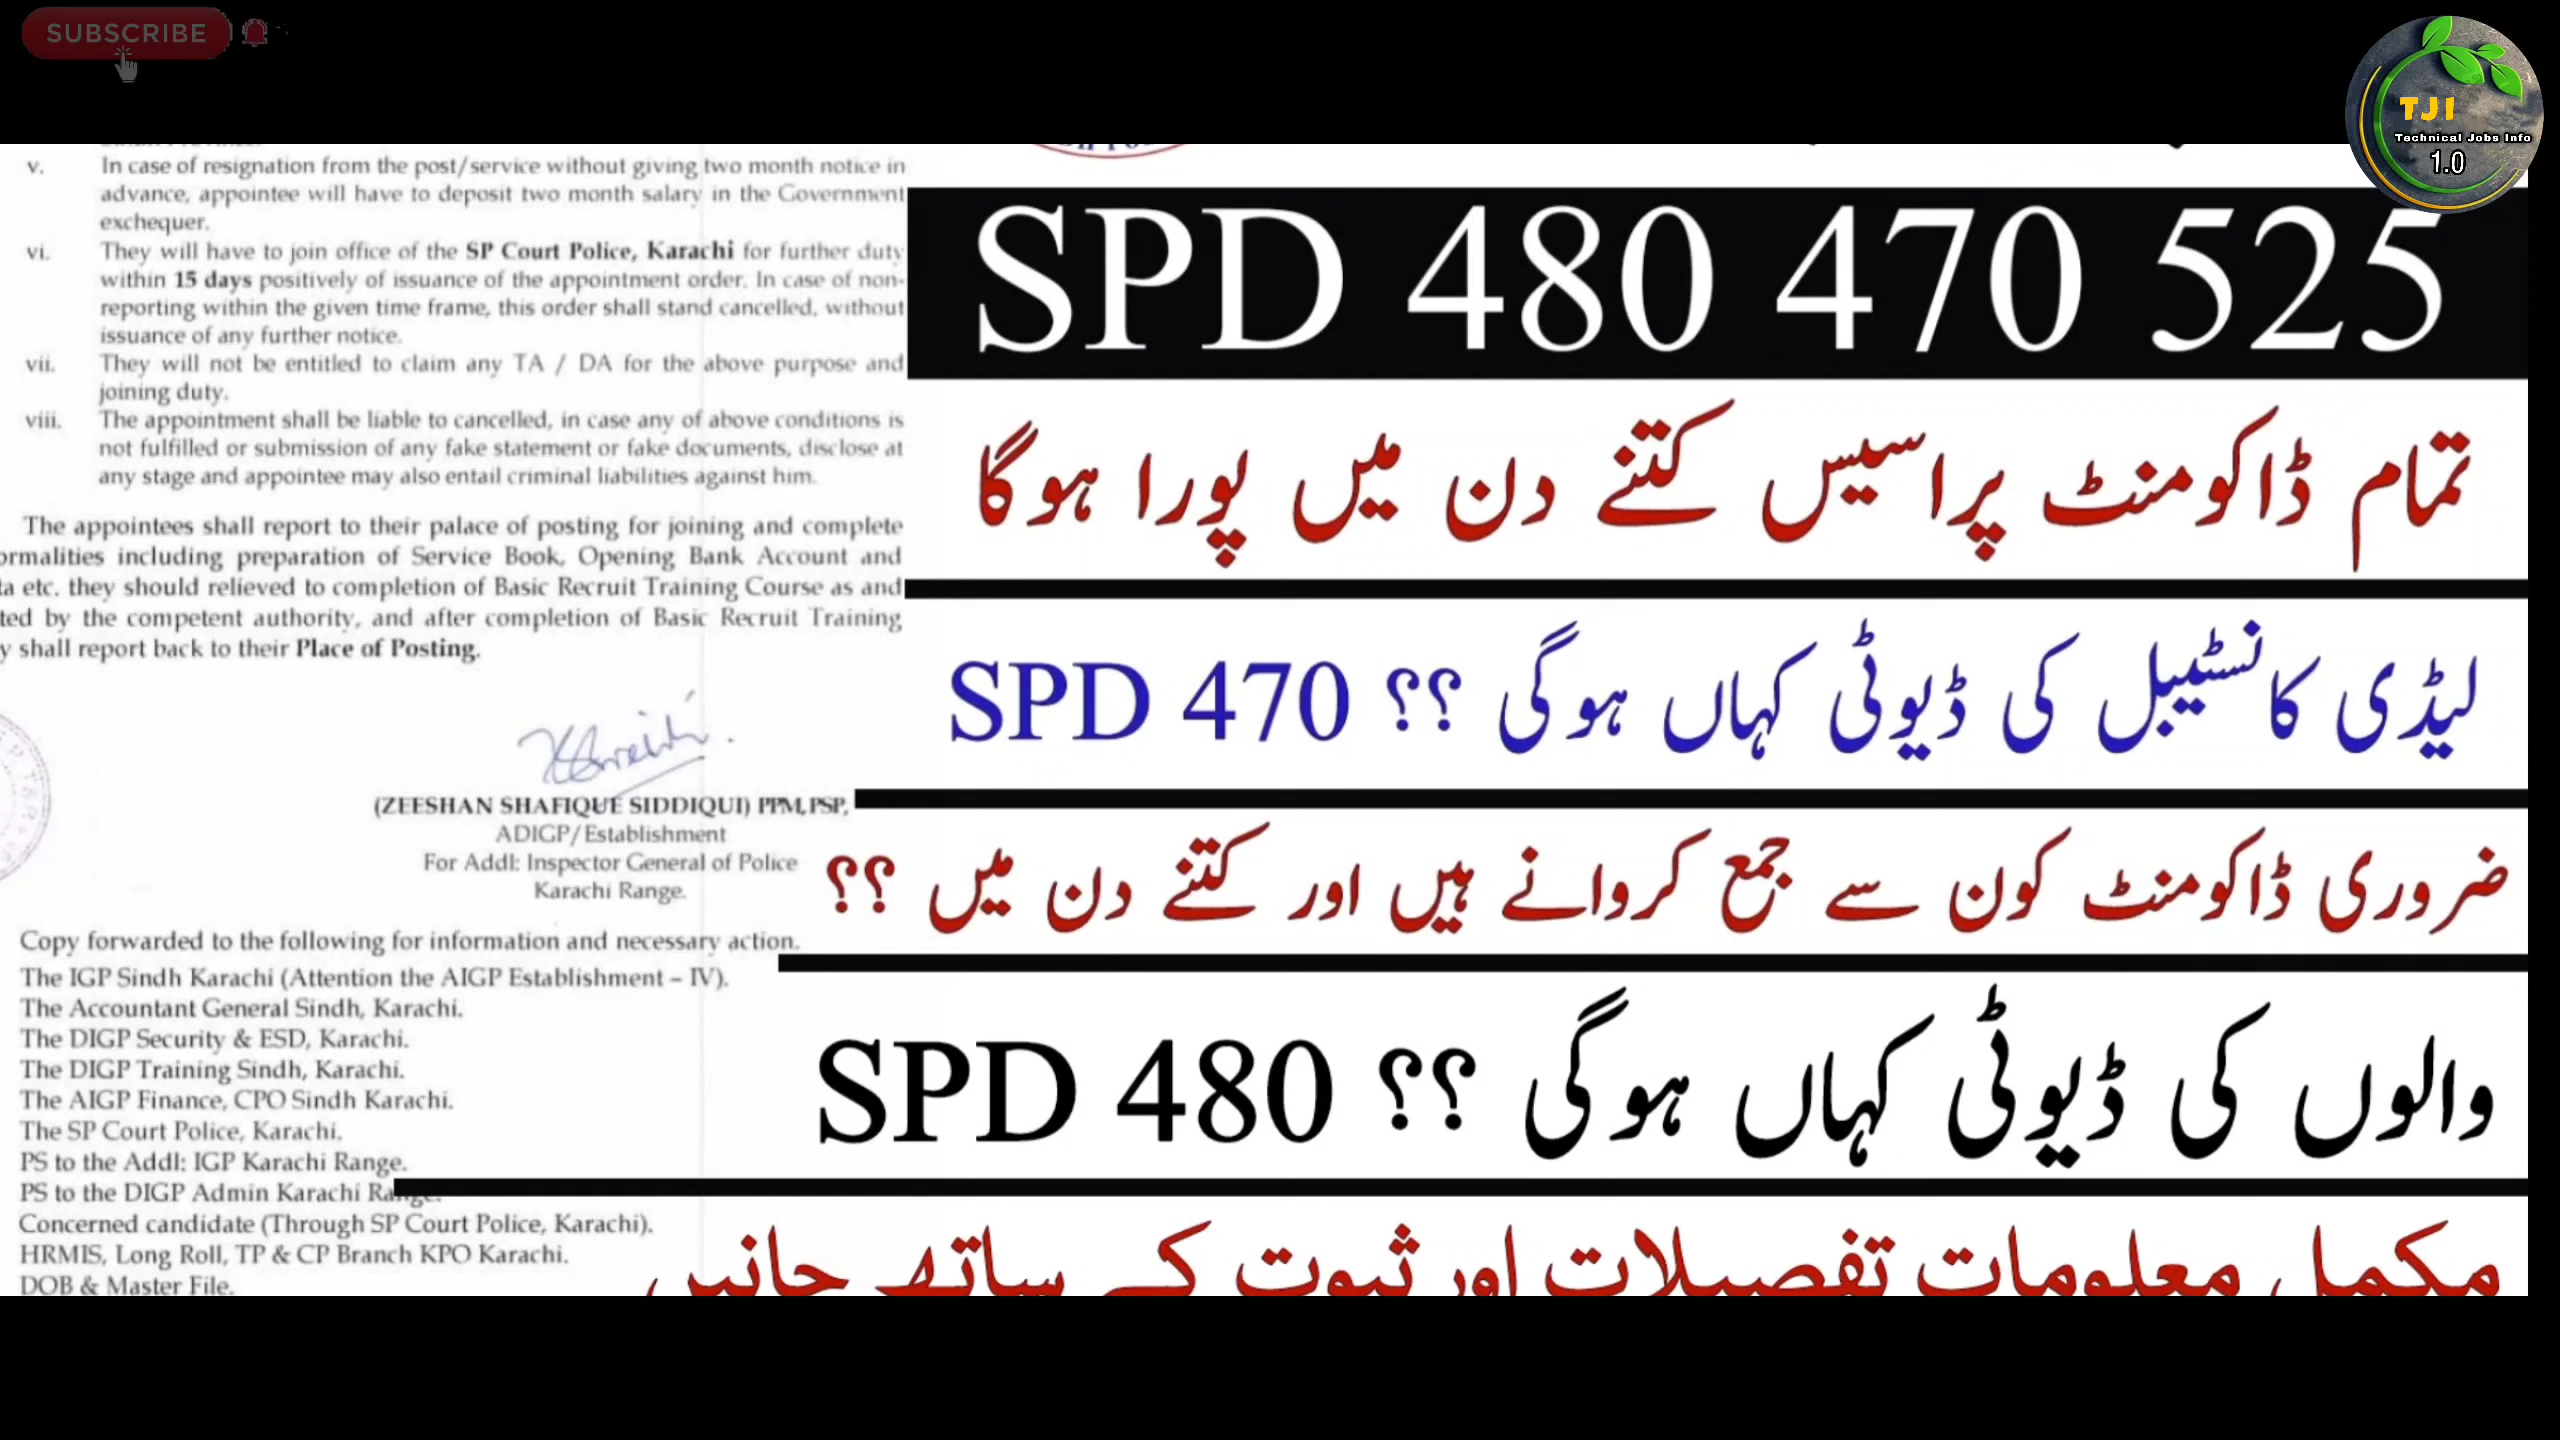 SUBSCRIBE
TJI
Technical Jobs Info
1.0
v. In case of resignation from the post/service without giving two month notice in
advance, appointee will have to deposit two month salary in the Government
exchequer.
vi. They will have to join office of the SP Court Police, Karachi for further duty
within 15 days positively of issuance of the appointment order. In case of non-
reporting within the given time frame, this order shall stand cancelled, without
issuance of any further notice.
vii. They will not be entitled to claim any TA / DA for the above purpose and
joining duty.
viii. The appointment shall be liable to cancelled, in case any of above conditions is
not fulfilled or submission of any fake statement or fake documents, disclose at
any stage and appointee may also entail criminal liabilities against him.
The appointees shall report to their palace of posting for joining and complete
ormalities including preparation of Service Book, Opening Bank Account and
ta etc. they should relieved to completion of Basic Recruit Training Course as and
ted by the competent authority, and after completion of Basic Recruit Training
y shall report back to their Place of Posting.
(ZEESHAN SHAFIQUE SIDDIQUI) PPM, PSP,
ADIGP/Establishment
For Addl: Inspector General of Police
Karachi Range.
Copy forwarded to the following for information and necessary action.
The IGP Sindh Karachi (Attention the AIGP Establishment – IV).
The Accountant General Sindh, Karachi.
The DIGP Security & ESD, Karachi.
The DIGP Training Sindh, Karachi.
The AIGP Finance, CPO Sindh Karachi.
The SP Court Police, Karachi.
PS to the Addl: IGP Karachi Range.
PS to the DIGP Admin Karachi Range.
Concerned candidate (Through SP Court Police, Karachi).
HRMIS, Long Roll, TP & CP Branch KPO Karachi.
DOB & Master File.
SPD 480 470 525
تمام ڈاکومنٹ پراسیس کتنے دن میں پورا ہوگا
لیڈی کانسٹیبل کی ڈیوٹی کہاں ہوگی ؟؟ SPD 470
ضروری ڈاکومنٹ کون سے جمع کروانے ہیں اور کتنے دن میں ؟؟
والوں کی ڈیوٹی کہاں ہوگی ؟؟ SPD 480
مکمل معلومات تفصیلات اور ثبوت کے ساتھ جانیں